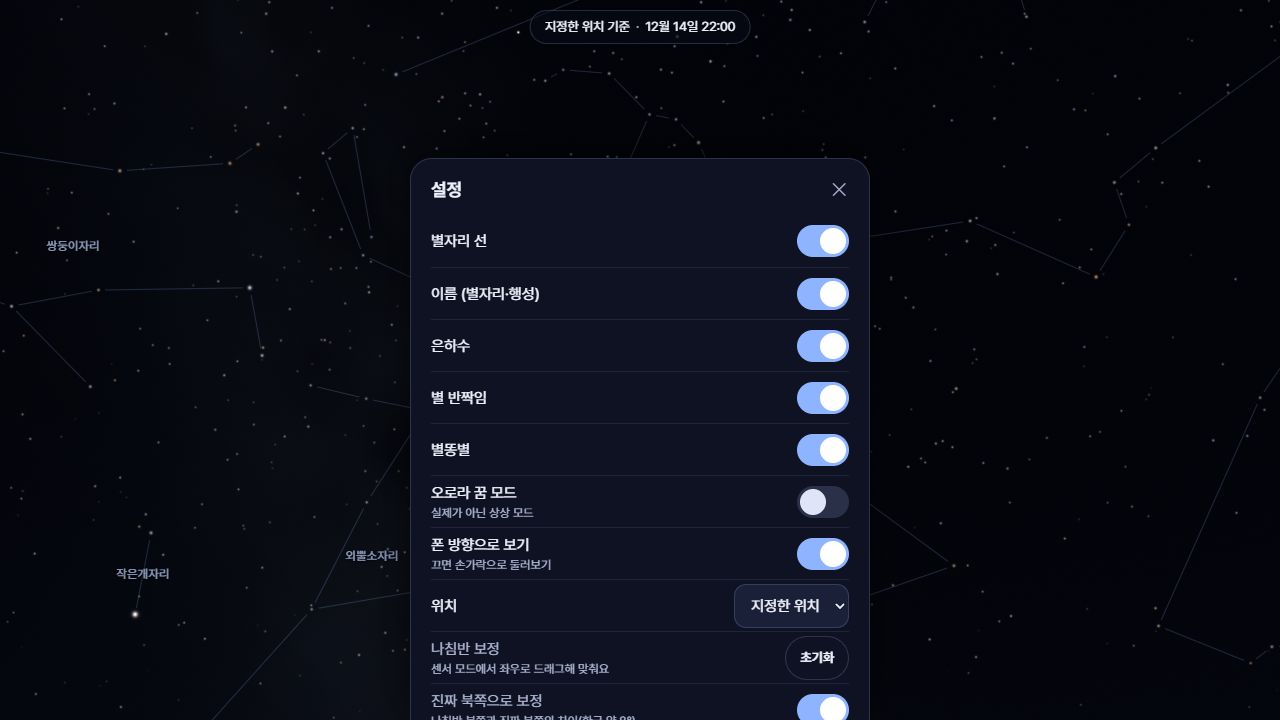 지정한 위치 기준 · 12월 14일 22:00
설정
별자리 선
쌍둥이자리
이름 (별자리·행성)
은하수
별 반짝임
별똥별
오로라 꿈 모드
실제가 아닌 상상 모드
폰 방향으로 보기
끄면 손가락으로 둘러보기
외뿔소자리
작은개자리
위치
지정한 위치
나침반 보정
센서 모드에서 좌우로 드래그해 맞춰요
초기화
진짜 북쪽으로 보정